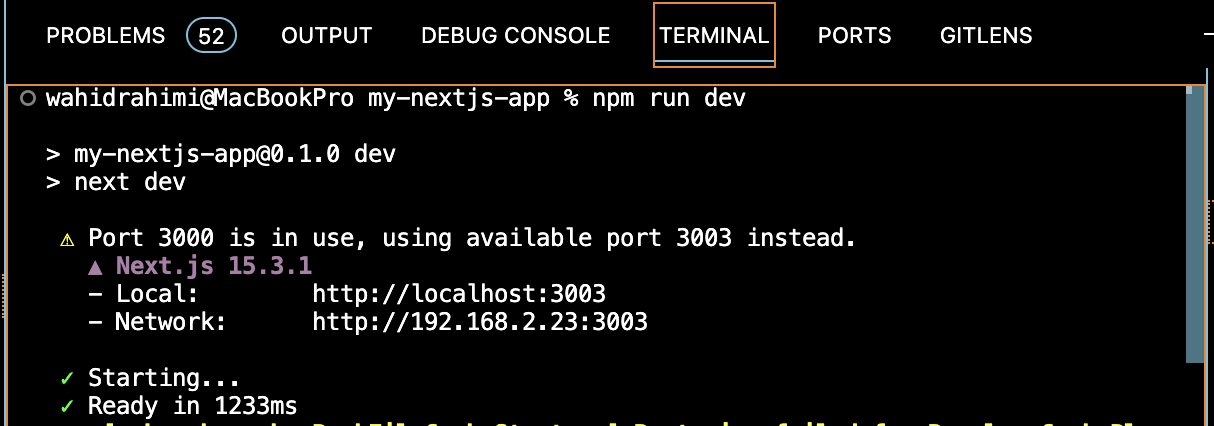 PROBLEMS 52 OUTPUT DEBUG CONSOLE TERMINAL PORTS GITLENS
wahidrahimi@MacBookPro my-nextjs-app % npm run dev
> my-nextjs-app@0.1.0 dev
> next dev
⚠ Port 3000 is in use, using available port 3003 instead.
▲ Next.js 15.3.1
- Local: http://localhost:3003
- Network: http://192.168.2.23:3003
✓ Starting...
✓ Ready in 1233ms